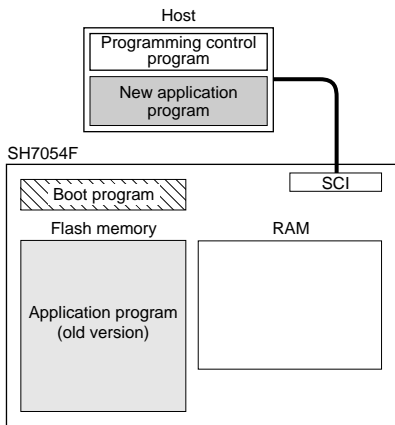 Host
Programming control
program
New application
program
SH7054F
SCI
Boot program
Flash memory
RAM
Application program
(old version)